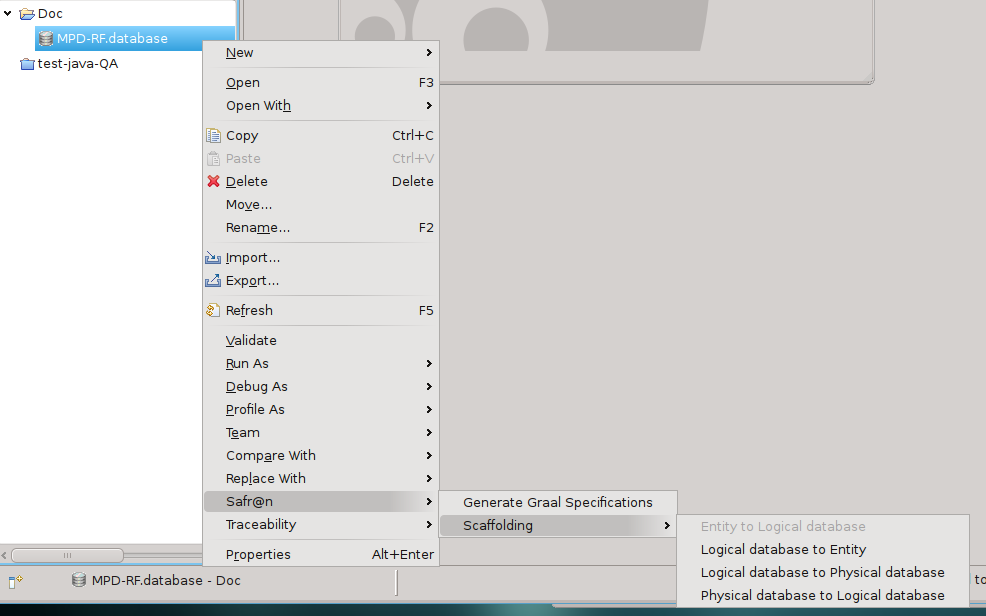 Doc
MPD-RF.database
test-java-QA
New
Open F3
Open With
Copy Ctrl+C
Paste Ctrl+V
Delete Delete
Move...
Rename... F2
Import...
Export...
Refresh F5
Validate
Run As
Debug As
Profile As
Team
Compare With
Replace With
Safr@n
Traceability
Properties Alt+Enter
Generate Graal Specifications
Scaffolding
Entity to Logical database
Logical database to Entity
Logical database to Physical database
Physical database to Logical database
MPD-RF.database - Doc
to